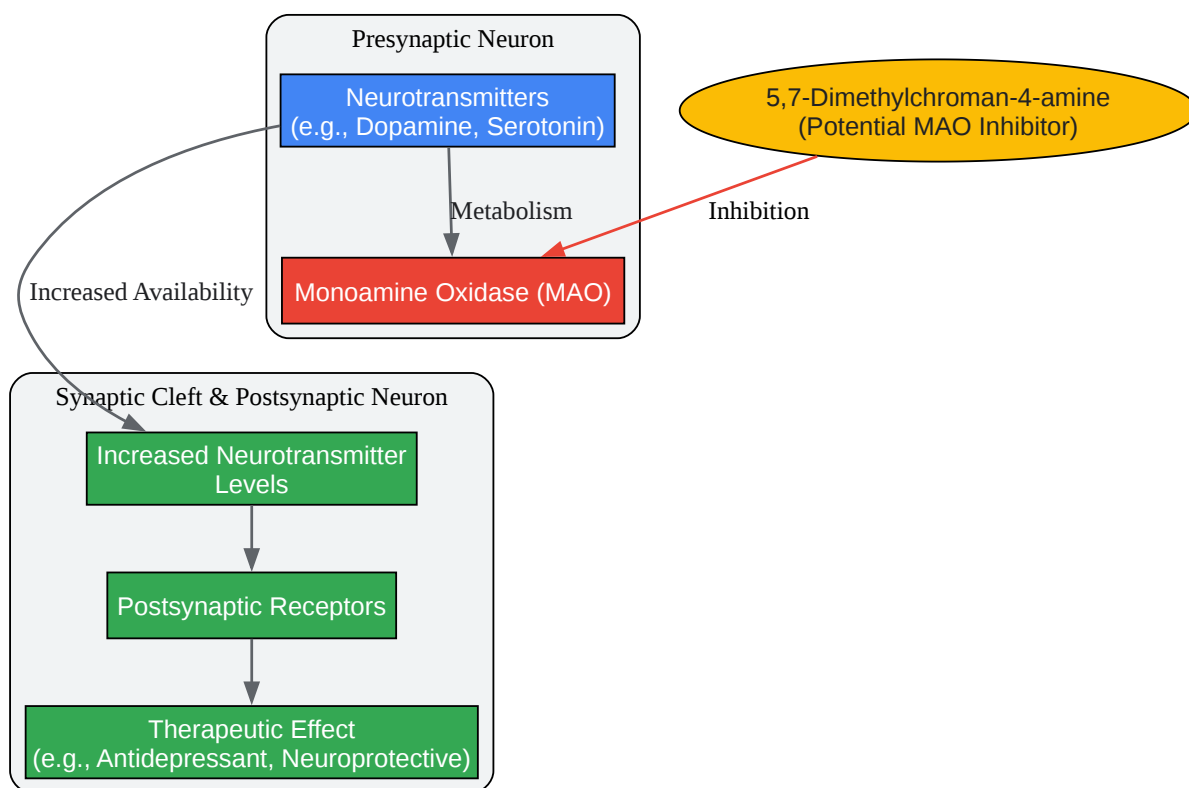 Presynaptic Neuron
Neurotransmitters
(e.g., Dopamine, Serotonin)
5,7-Dimethylchroman-4-amine
(Potential MAO Inhibitor)
Metabolism
Inhibition
Monoamine Oxidase (MAO)
Increased Availability
Synaptic Cleft & Postsynaptic Neuron
Increased Neurotransmitter
Levels
Postsynaptic Receptors
Therapeutic Effect
(e.g., Antidepressant, Neuroprotective)